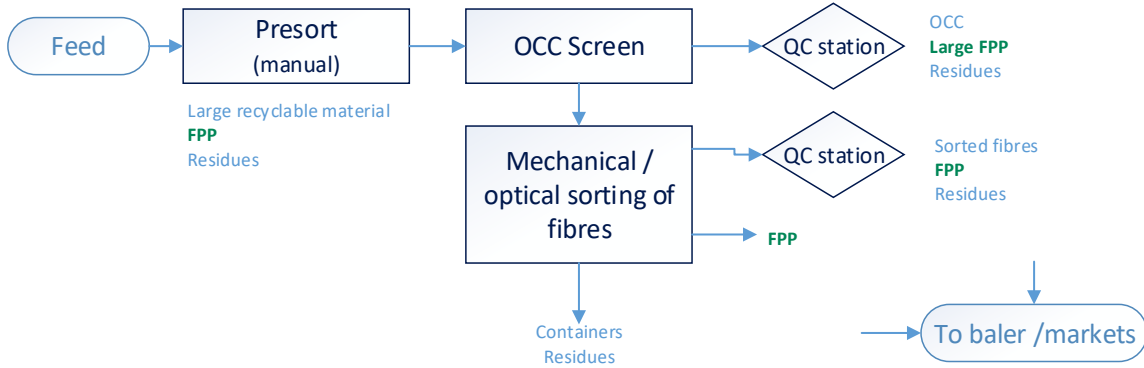 Feed
Presort
(manual)
OCC Screen
QC station
OCC
Large FPP
Residues
Large recyclable material
FPP
Residues
Mechanical /
optical sorting of
fibres
QC station
Sorted fibres
FPP
Residues
FPP
Containers
Residues
To baler /markets